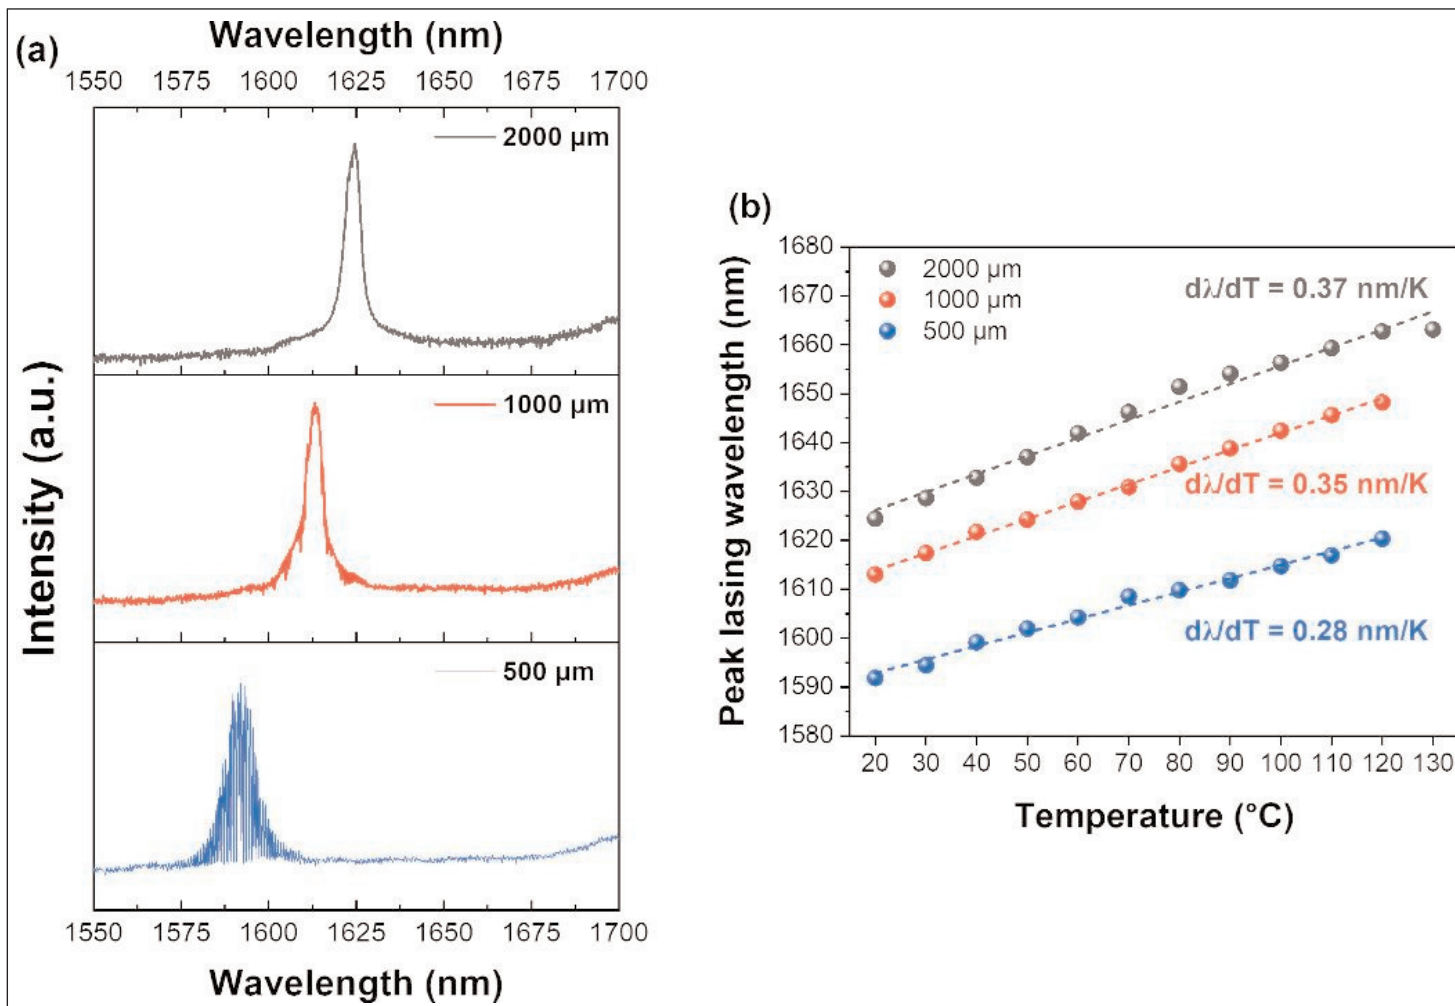 (a)
Wavelength (nm)
1550 1575 1600 1625 1650 1675 1700
2000 µm
1000 µm
500 µm
Intensity (a.u.)
1550 1575 1600 1625 1650 1675 1700
Wavelength (nm)
(b)
Peak lasing wavelength (nm)
1680
1670
1660
1650
1640
1630
1620
1610
1600
1590
1580
2000 µm
1000 µm
500 µm
dλ/dT = 0.37 nm/K
dλ/dT = 0.35 nm/K
dλ/dT = 0.28 nm/K
20 30 40 50 60 70 80 90 100 110 120 130
Temperature (°C)